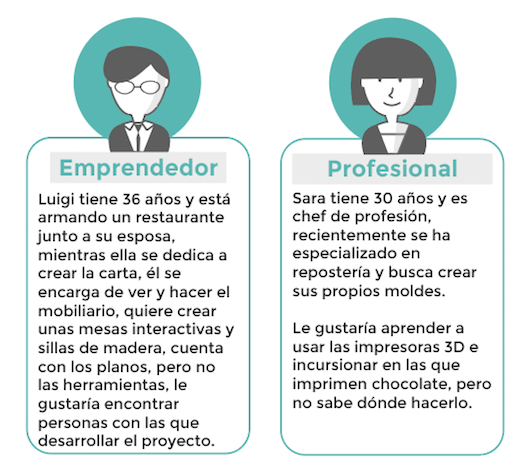 Emprendedor
Luigi tiene 36 años y está
armando un restaurante
junto a su esposa,
mientras ella se dedica a
crear la carta, él se
encarga de ver y hacer el
mobiliario, quiere crear
unas mesas interactivas y
sillas de madera, cuenta
con los planos, pero no
las herramientas, le
gustaría encontrar
personas con las que
desarrollar el proyecto.
Profesional
Sara tiene 30 años y es
chef de profesión,
recientemente se ha
especializado en
repostería y busca crear
sus propios moldes.
Le gustaría aprender a
usar las impresoras 3D e
incursionar en las que
imprimen chocolate, pero
no sabe dónde hacerlo.